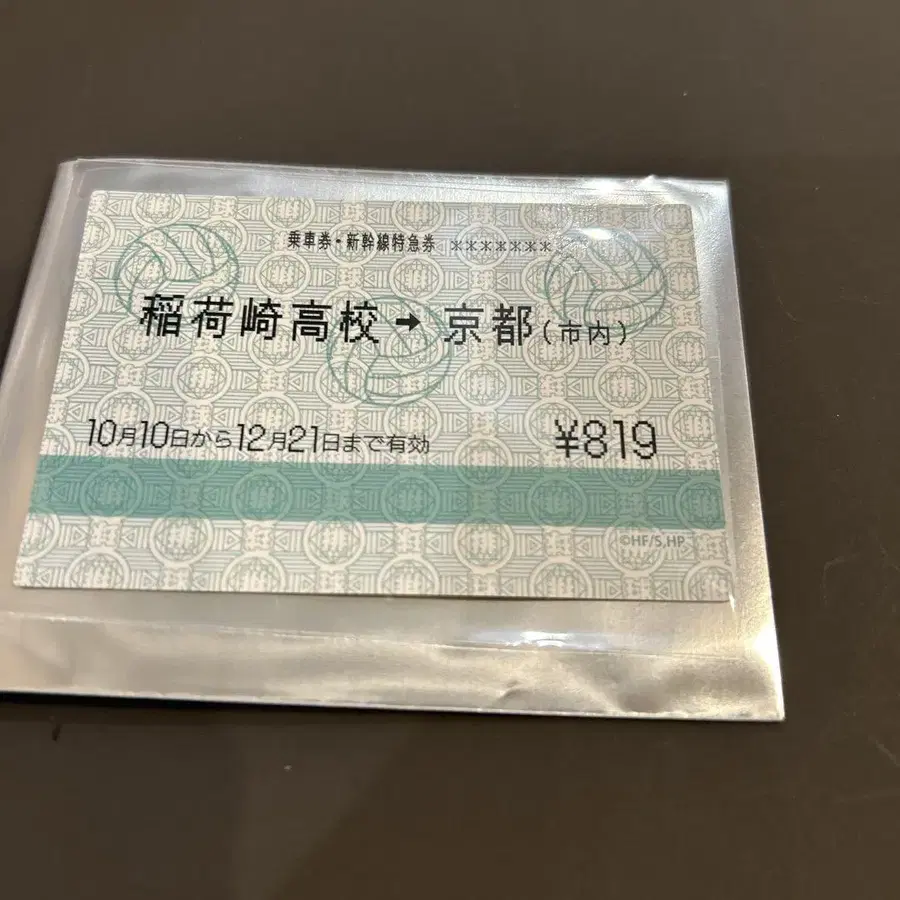 乗車券・新幹線特急券 *******
稲荷崎高校→京都(市内)
10月10日から12月21日まで有効 ¥819
©HF/S,HP